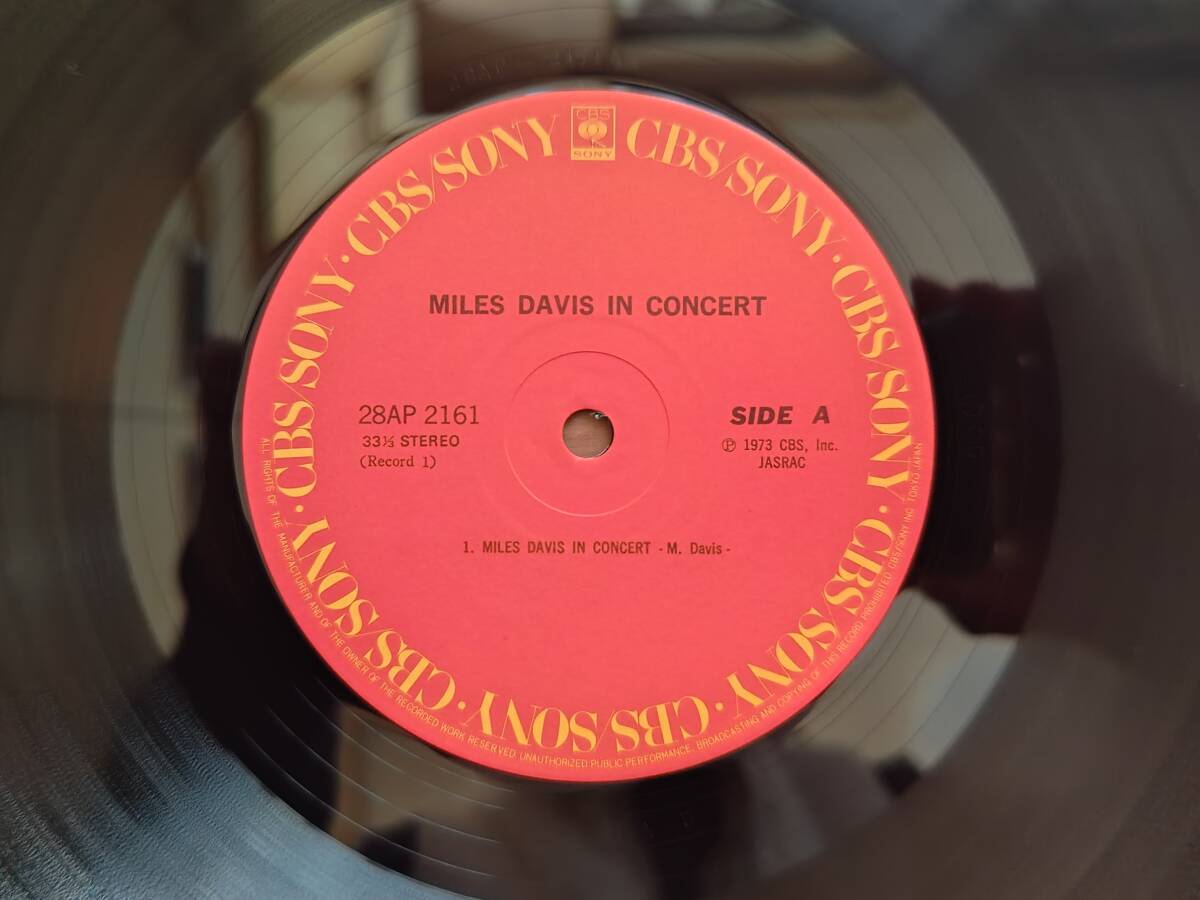 CBS
SONY
CBS/SONY · CBS/SONY · CBS/SONY · CBS/SONY · CBS/SONY · CBS/SONY · CBS/SONY · CBS/SONY
MILES DAVIS IN CONCERT
28AP 2161
33⅓ STEREO
(Record 1)
SIDE A
Ⓟ 1973 CBS, Inc.
JASRAC
1. MILES DAVIS IN CONCERT - M. Davis -
ALL RIGHTS OF THE MANUFACTURER AND OF THE OWNER OF THE RECORDED WORK RESERVED. UNAUTHORIZED PUBLIC PERFORMANCE, BROADCASTING AND COPYING OF THIS RECORD PROHIBITED CBS/SONY INC. TOKYO JAPAN